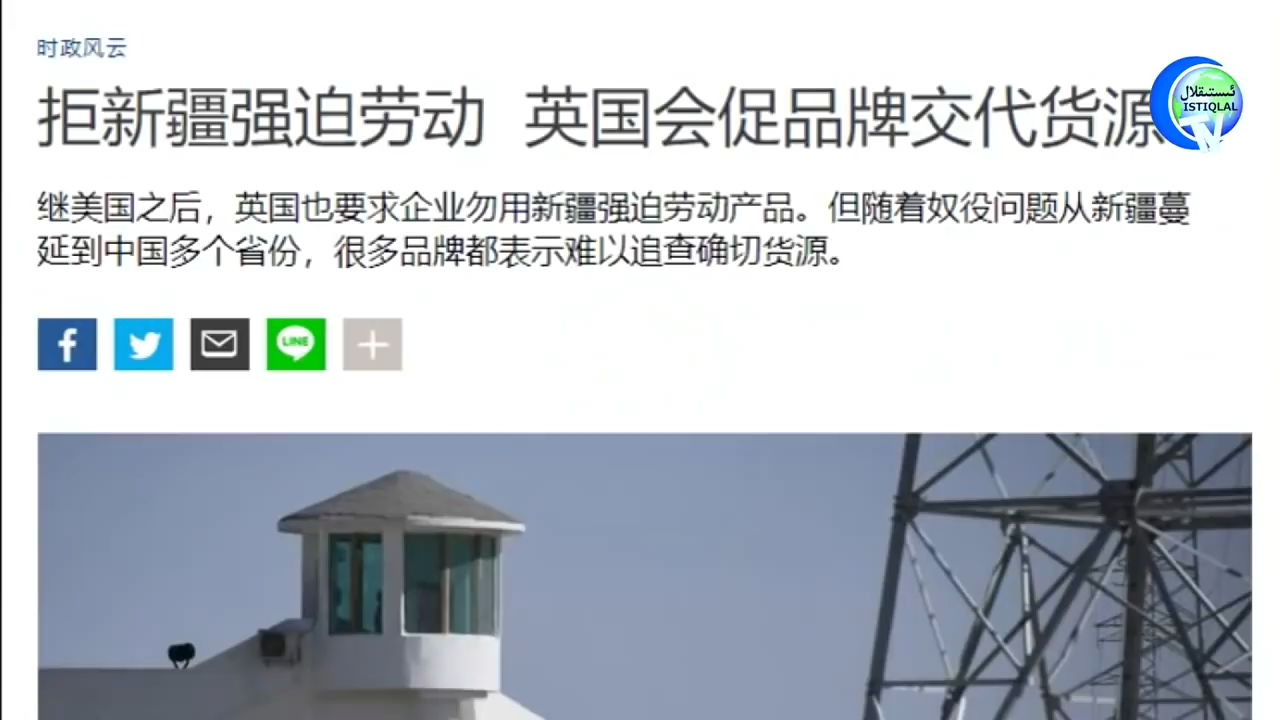 时政风云
拒新疆强迫劳动 英国会促品牌交代货源
继美国之后，英国也要求企业勿用新疆强迫劳动产品。但随着奴役问题从新疆蔓
延到中国多个省份，很多品牌都表示难以追查确切货源。
LINE
ئىستىقلال
ISTIQLAL
TV